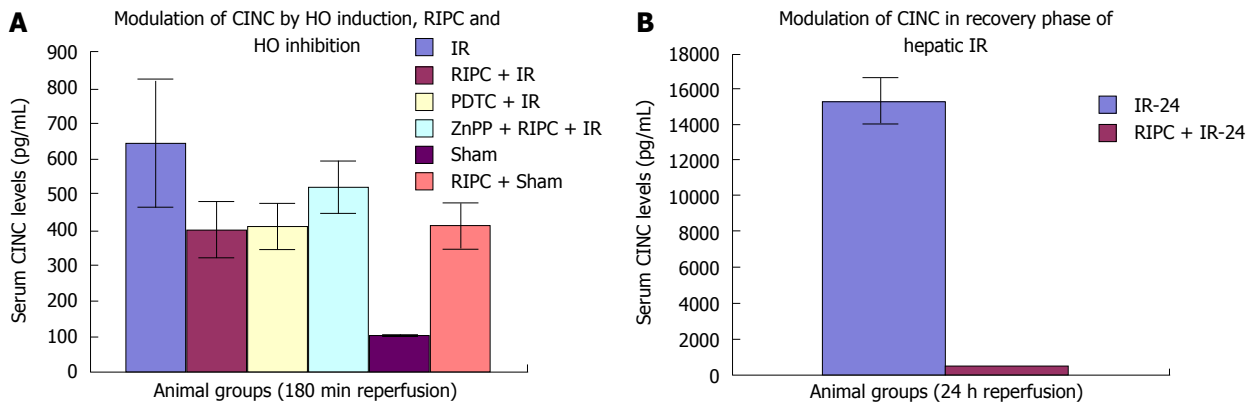 A
Modulation of CINC by HO induction, RIPC and
HO inhibition
Serum CINC levels (pg/mL)
900
800
700
600
500
400
300
200
100
0
IR
RIPC + IR
PDTC + IR
ZnPP + RIPC + IR
Sham
RIPC + Sham
Animal groups (180 min reperfusion)
B
Modulation of CINC in recovery phase of
hepatic IR
Serum CINC levels (pg/mL)
18000
16000
14000
12000
10000
8000
6000
4000
2000
0
IR-24
RIPC + IR-24
Animal groups (24 h reperfusion)